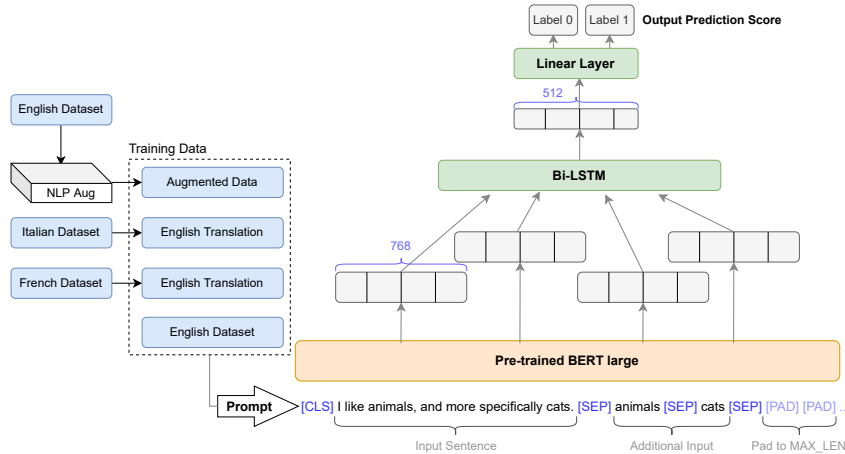 Label 0
Label 1
Output Prediction Score
Linear Layer
512
English Dataset
Training Data
NLP Aug
Augmented Data
Bi-LSTM
Italian Dataset
English Translation
768
French Dataset
English Translation
English Dataset
Pre-trained BERT large
Prompt
[CLS] I like animals, and more specifically cats. [SEP] animals [SEP] cats [SEP] [PAD] [PAD] ..
Input Sentence
Additional Input
Pad to MAX_LEN